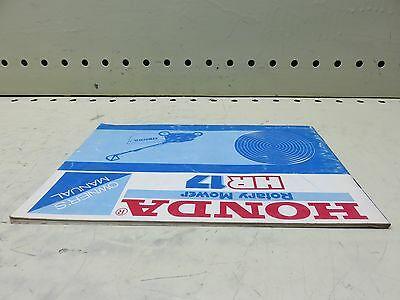 OWNER'S
MANUAL
HONDA®
Rotary Mower
HR17